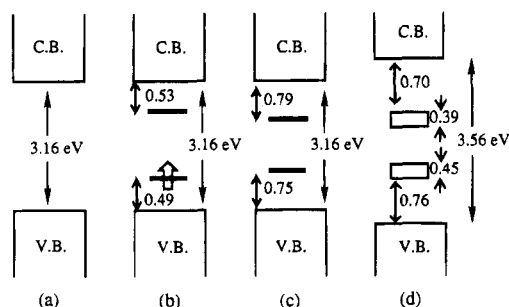 C.B. C.B. C.B. C.B.
0.53 0.79 0.70
0.39
3.16 eV 3.16 eV 3.16 eV 3.56 eV
0.45
0.49 0.75 0.76
V.B. V.B. V.B. V.B.
(a) (b) (c) (d)